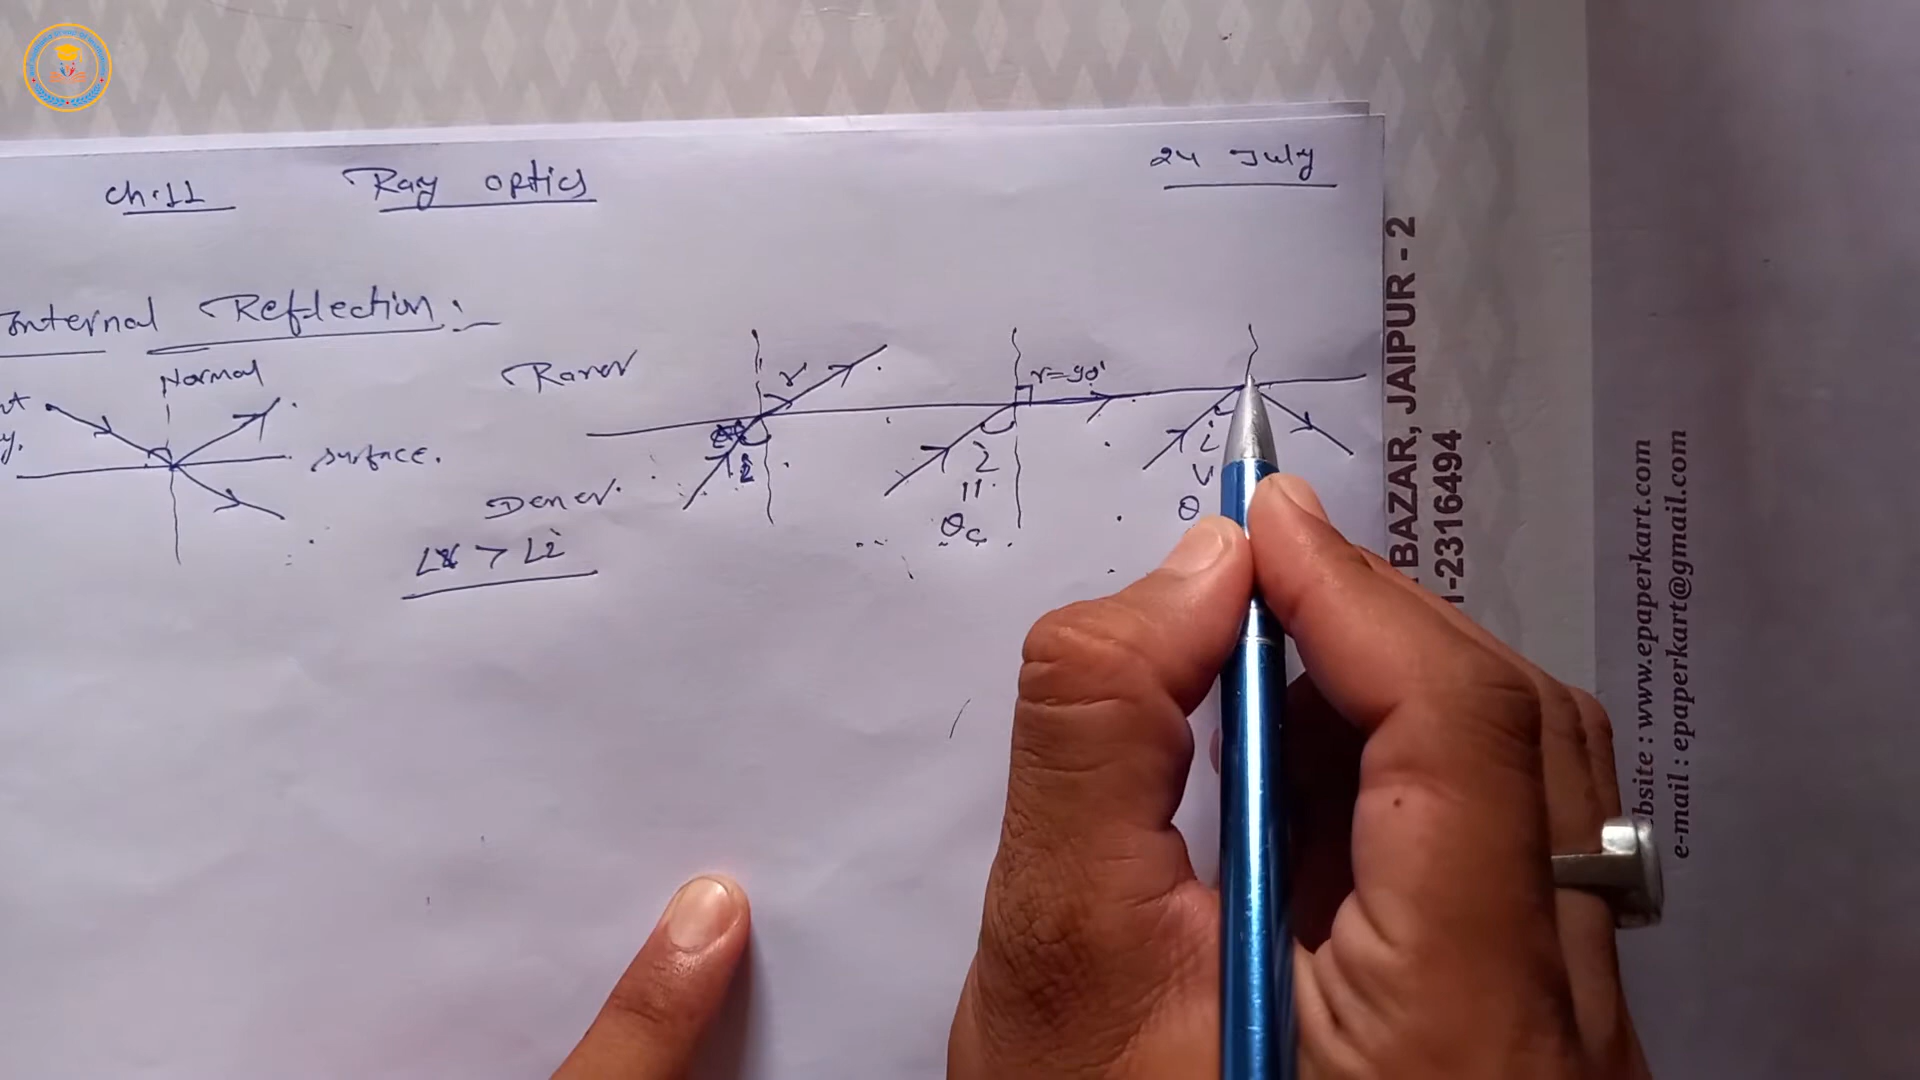 ch.11 Ray optics 24 July
Internal Reflection :-
Normal
surface.
Rarer
r
r=90°
Denser.
i
i
||
θc
i
V
θ
∠r > ∠i
BAZAR, JAIPUR - 2
1-2316494
bsite : www.epaperkart.com
e-mail : epaperkart@gmail.com